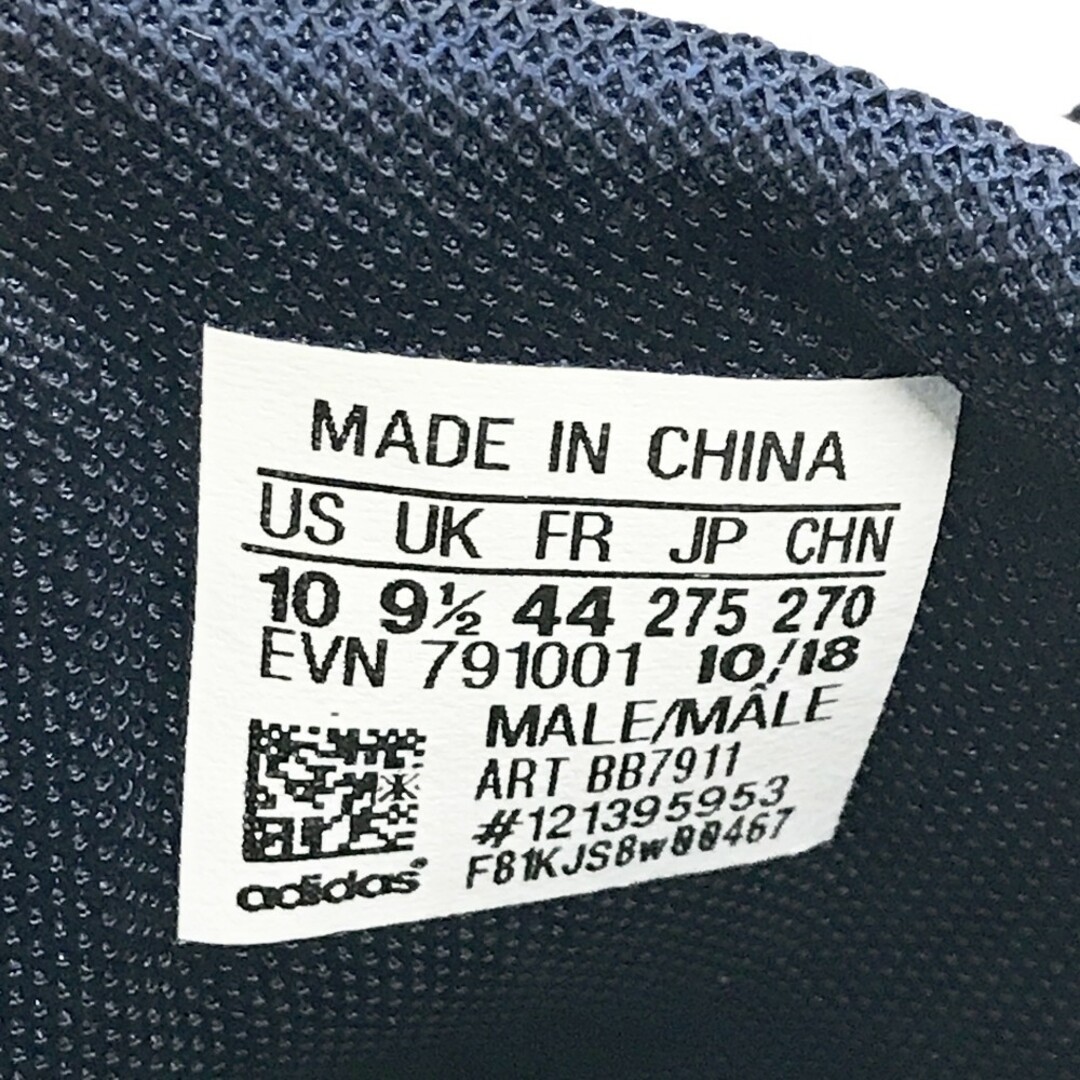 MADE IN CHINA
US UK FR JP CHN
10 9½ 44 275 270
EVN 791001 10/18
MALE/MÂLE
ART BB7911
#121395953
F81KJS8w00467
adidas®